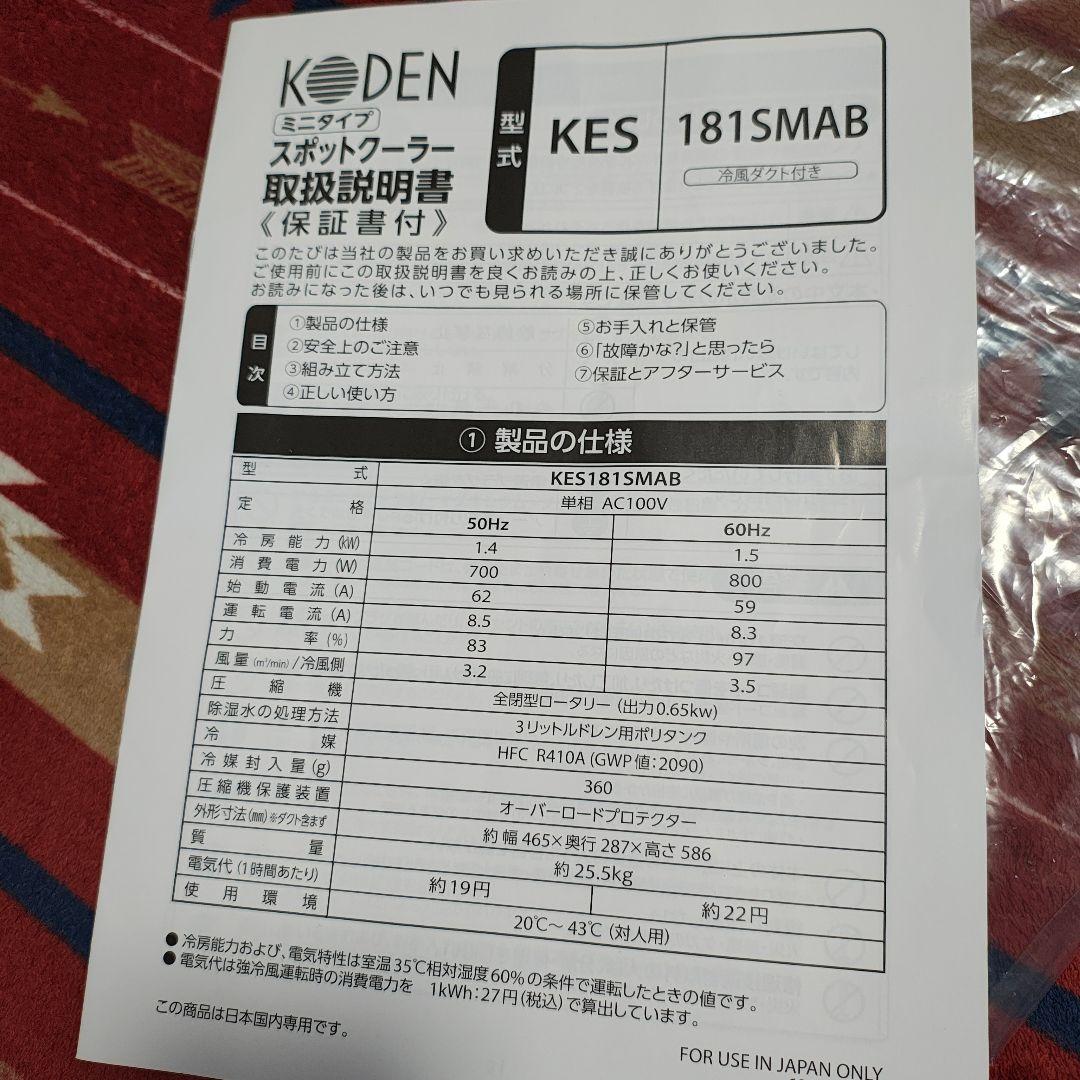 KODEN
ミニタイプ
スポットクーラー
取扱説明書
《保証書付》
型式
KES
181SMAB
冷風ダクト付き
このたびは当社の製品をお買い求めいただき誠にありがとうございました。
ご使用前にこの取扱説明書を良くお読みの上、正しくお使いください。
お読みになった後は、いつでも見られる場所に保管してください。
目次
①製品の仕様
②安全上のご注意
③組み立て方法
④正しい使い方
⑤お手入れと保管
⑥「故障かな?」と思ったら
⑦保証とアフターサービス
① 製品の仕様
型式 KES181SMAB
定格 単相 AC100V
50Hz 60Hz
冷房能力(kW) 1.4 1.5
消費電力(W) 700 800
始動電流(A) 62 59
運転電流(A) 8.5 8.3
力率(%) 83 97
風量(m³/min)/冷風側 3.2 3.5
圧縮機 全閉型ロータリー(出力0.65kw)
除湿水の処理方法 3リットルドレン用ポリタンク
冷媒 HFC R410A(GWP値:2090)
冷媒封入量(g) 360
圧縮機保護装置 オーバーロードプロテクター
外形寸法(mm)※ダクト含まず 約幅465×奥行287×高さ586
質量 約25.5kg
電気代(1時間あたり) 約19円 約22円
使用環境 20℃～43℃(対人用)
●冷房能力および、電気特性は室温35℃相対湿度60%の条件で運転したときの値です。
●電気代は強冷風運転時の消費電力を 1kWh:27円(税込)で算出しています。
この商品は日本国内専用です。
FOR USE IN JAPAN ONLY